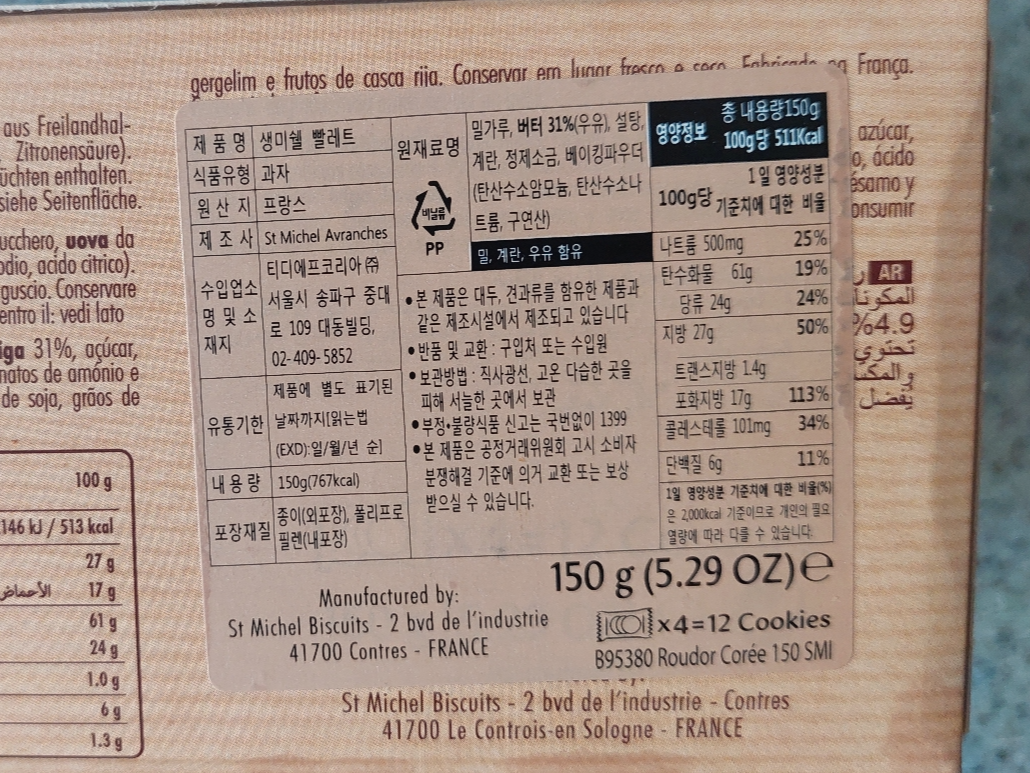 gergelim e frutos de casca rija. Conservar em lugar fresco e seco. Fabricado na França.
aus Freilandhal-
Zitronensäure).
üchten enthalten.
siehe Seitenfläche.
ucchero, uova da
odio, acido citrico).
guscio. Conservare
entro il: vedi lato
iga 31%, açúcar,
natos de amónio e
de soja, grãos de
100 g
146 kJ / 513 kcal
27 g
17 g
61 g
24 g
1.0 g
6 g
1.3 g
제 품 명 생미쉘 빨레트
식품유형 과자
원 산 지 프랑스
제 조 사 St Michel Avranches
수입업소명 및 소재지
티디에프코리아㈜
서울시 송파구 중대
로 109 대동빌딩,
02-409-5852
유통기한
제품에 별도 표기된
날짜까지[읽는법
(EXD):일/월/년 순]
내 용 량 150g(767kcal)
포장재질
종이(외포장), 폴리프로
필렌(내포장)
원재료명
밀가루, 버터 31%(우유), 설탕,
계란, 정제소금, 베이킹파우더
(탄산수소암모늄, 탄산수소나
트륨, 구연산)
비닐류
PP
밀, 계란, 우유 함유
•본 제품은 대두, 견과류를 함유한 제품과
같은 제조시설에서 제조되고 있습니다
•반품 및 교환 : 구입처 또는 수입원
•보관방법 : 직사광선, 고온 다습한 곳을
피해 서늘한 곳에서 보관
•부정•불량식품 신고는 국번없이 1399
•본 제품은 공정거래위원회 고시 소비자
분쟁해결 기준에 의거 교환 또는 보상
받으실 수 있습니다.
영양정보
총 내용량150g
100g당 511Kcal
100g당
1일 영양성분
기준치에 대한 비율
나트륨 500mg 25%
탄수화물 61g 19%
당류 24g 24%
지방 27g 50%
트랜스지방 1.4g
포화지방 17g 113%
콜레스테롤 101mg 34%
단백질 6g 11%
1일 영양성분 기준치에 대한 비율(%)
은 2,000kcal 기준이므로 개인의 필요
열량에 따라 다를 수 있습니다.
Manufactured by:
St Michel Biscuits - 2 bvd de l'industrie
41700 Contres - FRANCE
150 g (5.29 OZ)℮
x4=12 Cookies
B95380 Roudor Corée 150 SMI
St Michel Biscuits - 2 bvd de l'industrie - Contres
41700 Le Controis-en Sologne - FRANCE
azúcar,
o, ácido
ésamo y
onsumir
AR
المكونا
%4.9
تحتوي